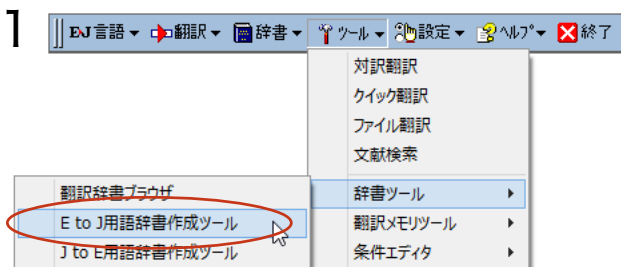 1
EJ 言語 翻訳 辞書 ツール 設定 ヘルプ 終了
対訳翻訳
クイック翻訳
ファイル翻訳
文献検索
辞書ツール
翻訳メモリツール
条件エディタ
翻訳辞書ブラウザ
E to J用語辞書作成ツール
J to E用語辞書作成ツール